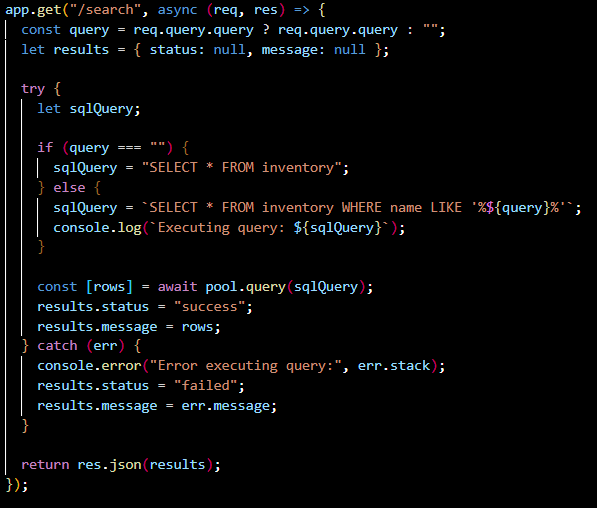 app.get("/search", async (req, res) => {
  const query = req.query.query ? req.query.query : "";
  let results = { status: null, message: null };

  try {
    let sqlQuery;

    if (query === "") {
      sqlQuery = "SELECT * FROM inventory";
    } else {
      sqlQuery = `SELECT * FROM inventory WHERE name LIKE '%${query}%'`;
      console.log(`Executing query: ${sqlQuery}`);
    }

    const [rows] = await pool.query(sqlQuery);
    results.status = "success";
    results.message = rows;
  } catch (err) {
    console.error("Error executing query:", err.stack);
    results.status = "failed";
    results.message = err.message;
  }

  return res.json(results);
});